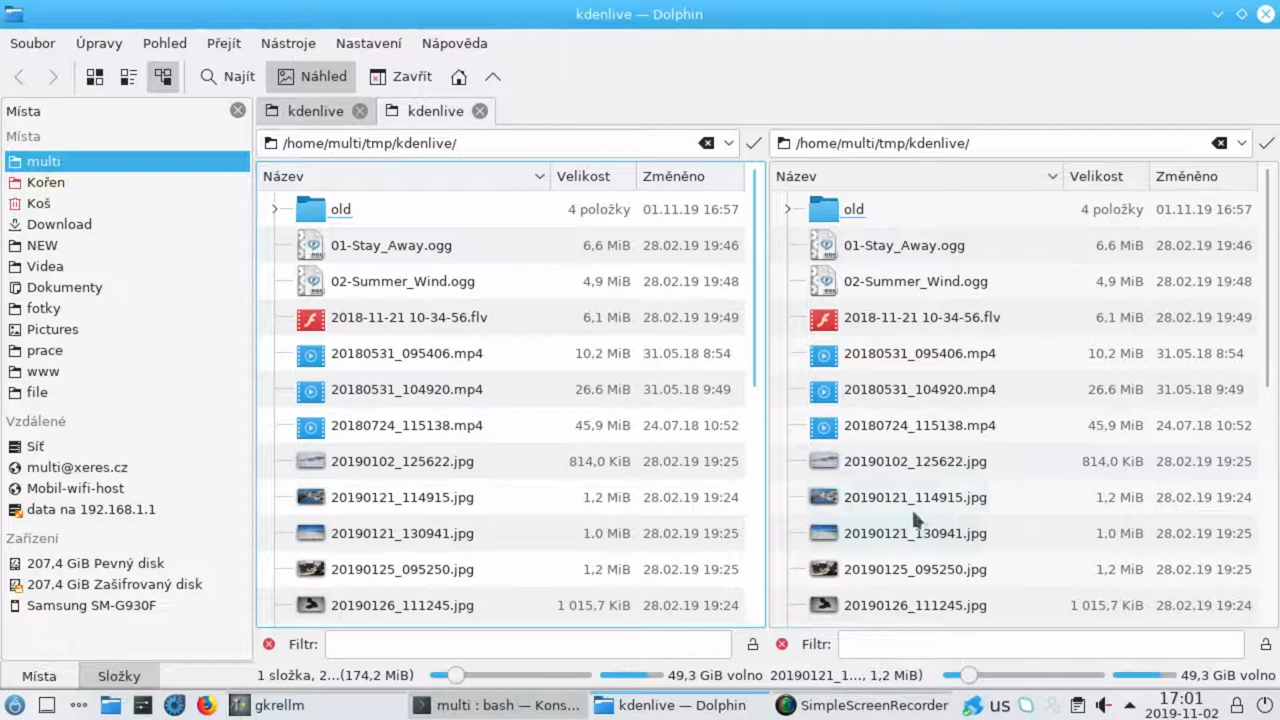 kdenlive — Dolphin
Soubor Úpravy Pohled Přejít Nástroje Nastavení Nápověda
Najít Náhled Zavřít
Místa
kdenlive kdenlive
Místa
multi
Kořen
Koš
Download
NEW
Videa
Dokumenty
fotky
Pictures
prace
www
file
Vzdálené
Síť
multi@xeres.cz
Mobil-wifi-host
data na 192.168.1.1
Zařízení
207,4 GiB Pevný disk
207,4 GiB Zašifrovaný disk
Samsung SM-G930F
Místa Složky
/home/multi/tmp/kdenlive/
Název Velikost Změněno
old 4 položky 01.11.19 16:57
01-Stay_Away.ogg 6,6 MiB 28.02.19 19:46
02-Summer_Wind.ogg 4,9 MiB 28.02.19 19:48
2018-11-21 10-34-56.flv 6,1 MiB 28.02.19 19:49
20180531_095406.mp4 10,2 MiB 31.05.18 8:54
20180531_104920.mp4 26,6 MiB 31.05.18 9:49
20180724_115138.mp4 45,9 MiB 24.07.18 10:52
20190102_125622.jpg 814,0 KiB 28.02.19 19:25
20190121_114915.jpg 1,2 MiB 28.02.19 19:24
20190121_130941.jpg 1,0 MiB 28.02.19 19:25
20190125_095250.jpg 1,2 MiB 28.02.19 19:25
20190126_111245.jpg 1 015,7 KiB 28.02.19 19:24
Filtr:
1 složka, 2...(174,2 MiB) 49,3 GiB volno
/home/multi/tmp/kdenlive/
Název Velikost Změněno
old 4 položky 01.11.19 16:57
01-Stay_Away.ogg 6,6 MiB 28.02.19 19:46
02-Summer_Wind.ogg 4,9 MiB 28.02.19 19:48
2018-11-21 10-34-56.flv 6,1 MiB 28.02.19 19:49
20180531_095406.mp4 10,2 MiB 31.05.18 8:54
20180531_104920.mp4 26,6 MiB 31.05.18 9:49
20180724_115138.mp4 45,9 MiB 24.07.18 10:52
20190102_125622.jpg 814,0 KiB 28.02.19 19:25
20190121_114915.jpg 1,2 MiB 28.02.19 19:24
20190121_130941.jpg 1,0 MiB 28.02.19 19:25
20190125_095250.jpg 1,2 MiB 28.02.19 19:25
20190126_111245.jpg 1 015,7 KiB 28.02.19 19:24
Filtr:
20190121_1..., 1,2 MiB) 49,3 GiB volno
gkrellm multi : bash — Kons... kdenlive — Dolphin SimpleScreenRecorder us 17:01
2019-11-02